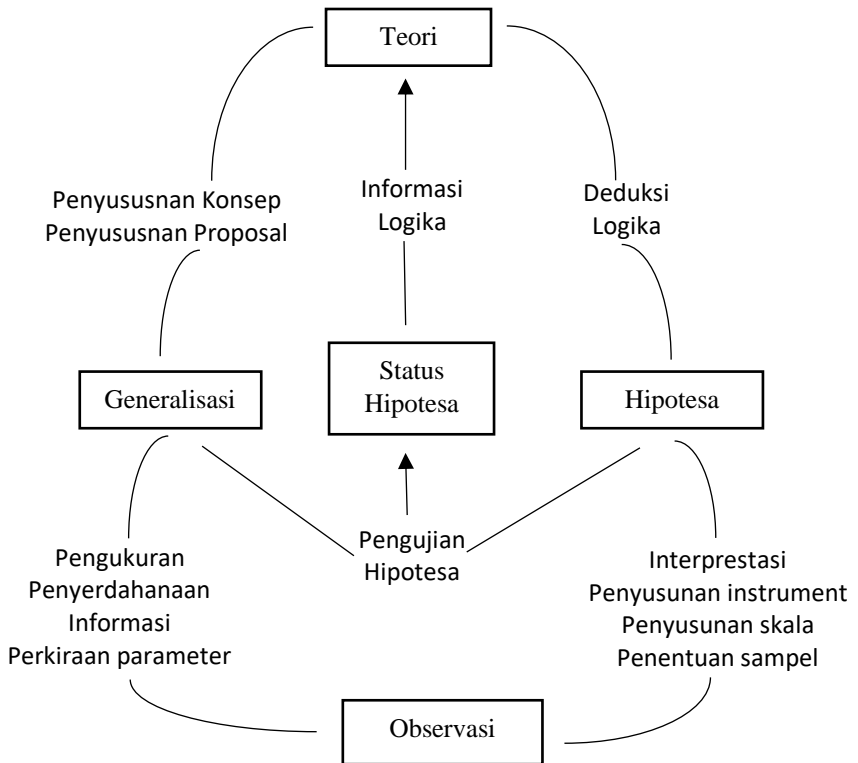 Teori
Penyususnan Konsep
Penyususnan Proposal
Informasi
Logika
Deduksi
Logika
Generalisasi
Status
Hipotesa
Hipotesa
Pengukuran
Penyerdahanaan
Informasi
Perkiraan parameter
Pengujian
Hipotesa
Interprestasi
Penyusunan instrument
Penyusunan skala
Penentuan sampel
Observasi